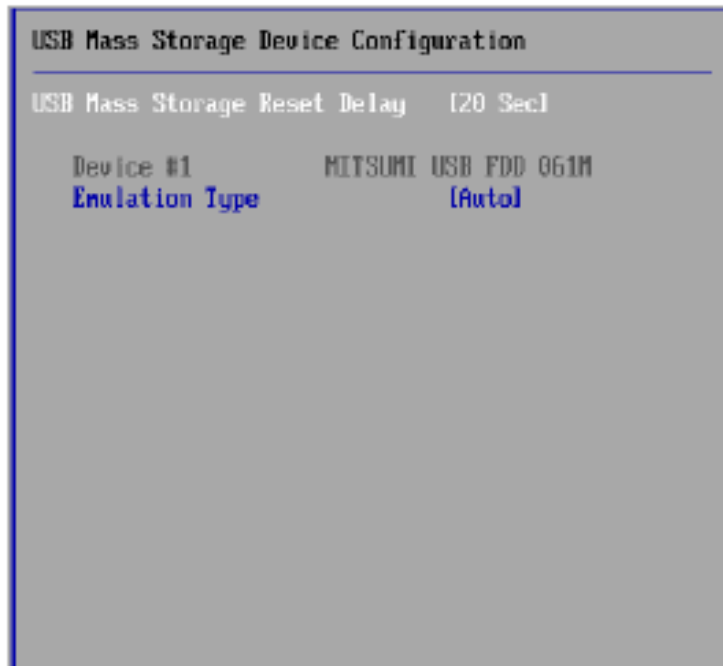 USB Mass Storage Device Configuration
USB Mass Storage Reset Delay [20 Sec]
Device #1 MITSUMI USB FDD 061M
Emulation Type [Auto]